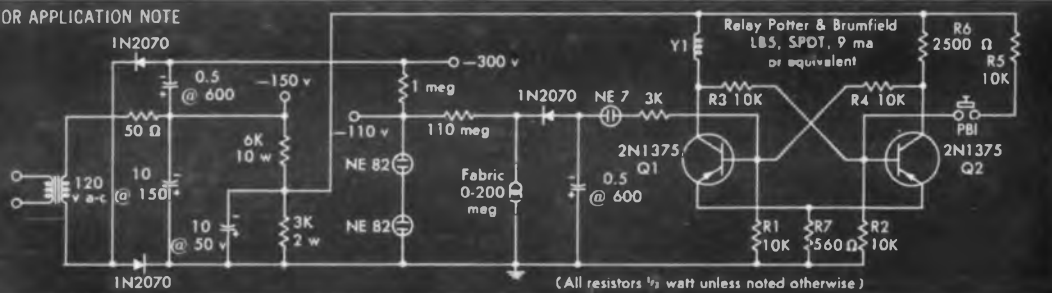 OR APPLICATION NOTE
1N2070
0.5
@ 600
-150 v
-300 v
1 meg
50 Ω
6K
10 w
-110 v
110 meg
1N2070
NE 7
3K
Y1
Relay Potter & Brumfield
LB5, SPDT, 9 ma
or equivalent
R6
2500 Ω
R5
10K
R3 10K
R4 10K
PB1
2N1375
Q1
2N1375
Q2
120
v a-c
10
@ 150
10
@ 50 v
3K
2 w
NE 82
NE 82
Fabric
0-200
meg
0.5
@ 600
R1
10K
R7
560 Ω
R2
10K
1N2070
(All resistors ½ watt unless noted otherwise)